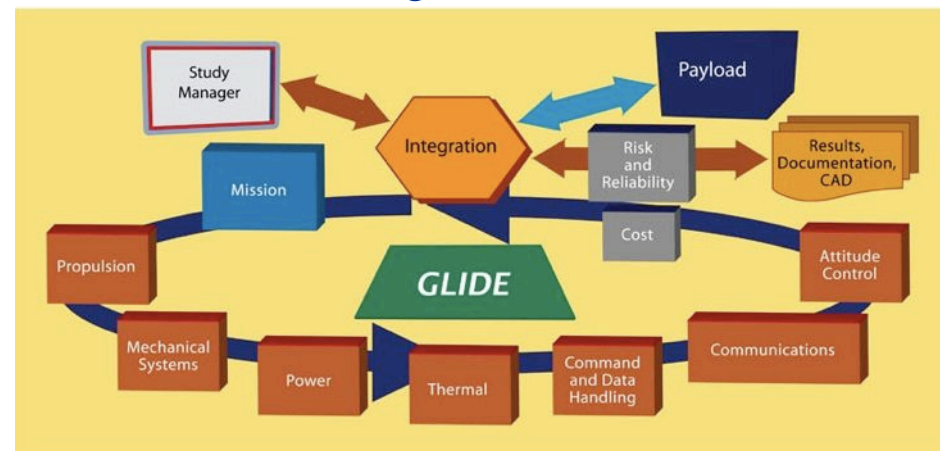 Study
Manager
Payload
Integration
Risk
and
Reliability
Results,
Documentation,
CAD
Mission
Cost
Propulsion
GLIDE
Attitude
Control
Mechanical
Systems
Power
Thermal
Command
and Data
Handling
Communications